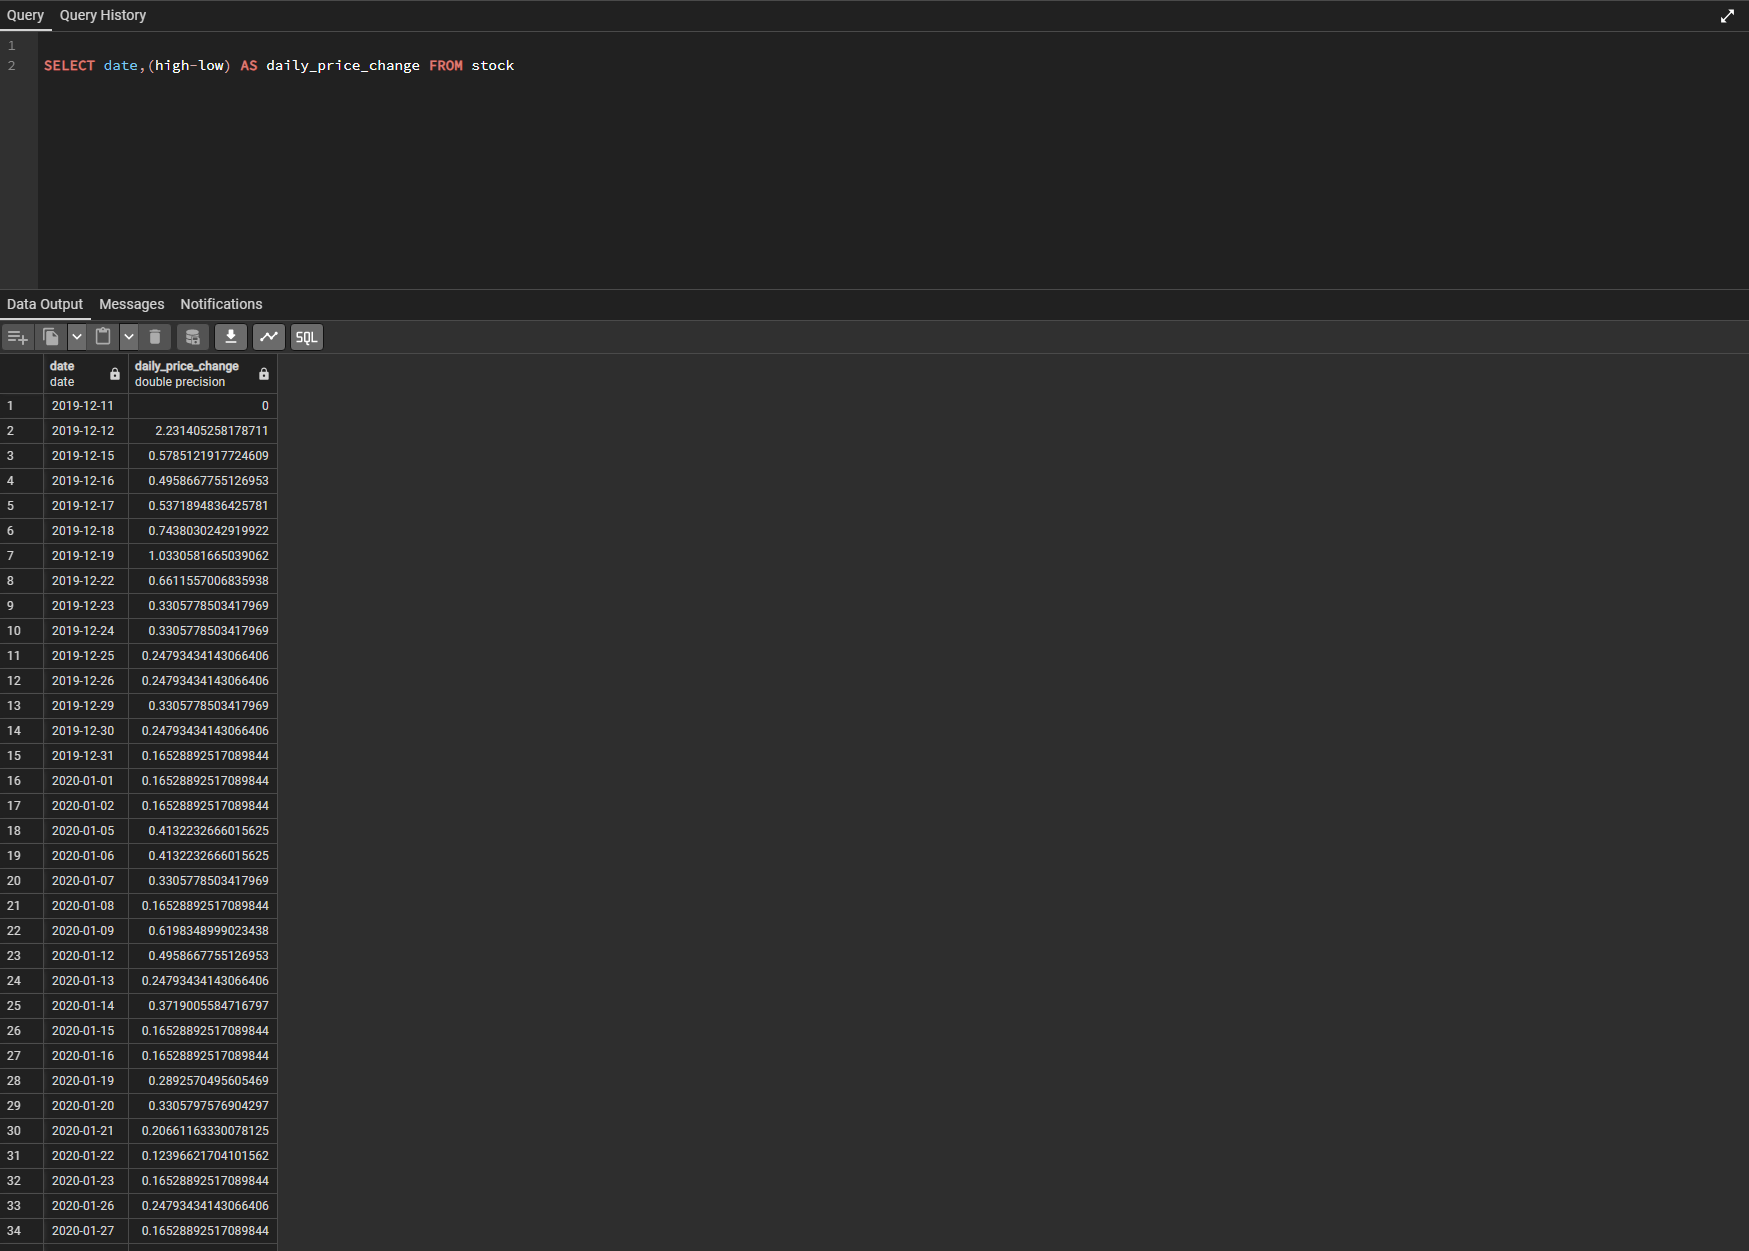 Query Query History
1
2 SELECT date,(high-low) AS daily_price_change FROM stock
Data Output Messages Notifications
SQL
date daily_price_change
date double precision
1 2019-12-11 0
2 2019-12-12 2.231405258178711
3 2019-12-15 0.5785121917724609
4 2019-12-16 0.4958667755126953
5 2019-12-17 0.5371894836425781
6 2019-12-18 0.7438030242919922
7 2019-12-19 1.0330581665039062
8 2019-12-22 0.6611557006835938
9 2019-12-23 0.3305778503417969
10 2019-12-24 0.3305778503417969
11 2019-12-25 0.24793434143066406
12 2019-12-26 0.24793434143066406
13 2019-12-29 0.3305778503417969
14 2019-12-30 0.24793434143066406
15 2019-12-31 0.16528892517089844
16 2020-01-01 0.16528892517089844
17 2020-01-02 0.16528892517089844
18 2020-01-05 0.4132232666015625
19 2020-01-06 0.4132232666015625
20 2020-01-07 0.3305778503417969
21 2020-01-08 0.16528892517089844
22 2020-01-09 0.6198348999023438
23 2020-01-12 0.4958667755126953
24 2020-01-13 0.24793434143066406
25 2020-01-14 0.3719005584716797
26 2020-01-15 0.16528892517089844
27 2020-01-16 0.16528892517089844
28 2020-01-19 0.2892570495605469
29 2020-01-20 0.3305797576904297
30 2020-01-21 0.20661163330078125
31 2020-01-22 0.12396621704101562
32 2020-01-23 0.16528892517089844
33 2020-01-26 0.24793434143066406
34 2020-01-27 0.16528892517089844